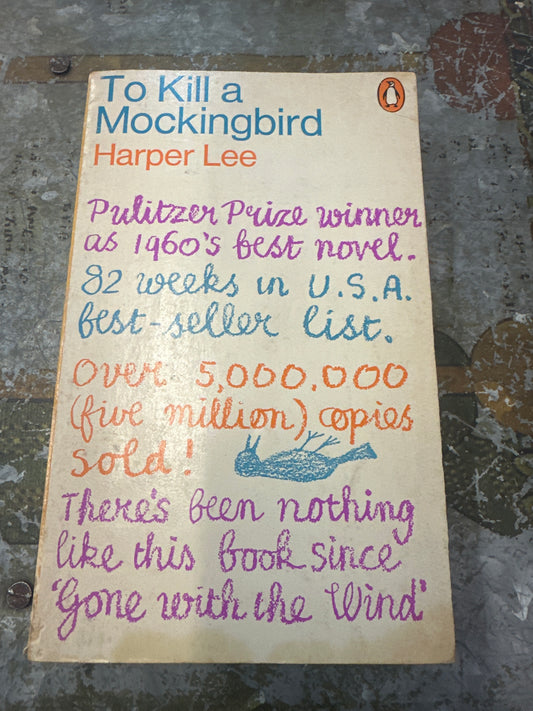 To Kill a
Mockingbird
Harper Lee
Pulitzer Prize winner
as 1960's best novel.
82 weeks in U.S.A.
best-seller list.
Over 5,000,000
(five million) copies
sold!
There's been nothing
like this book since
'Gone with the Wind'